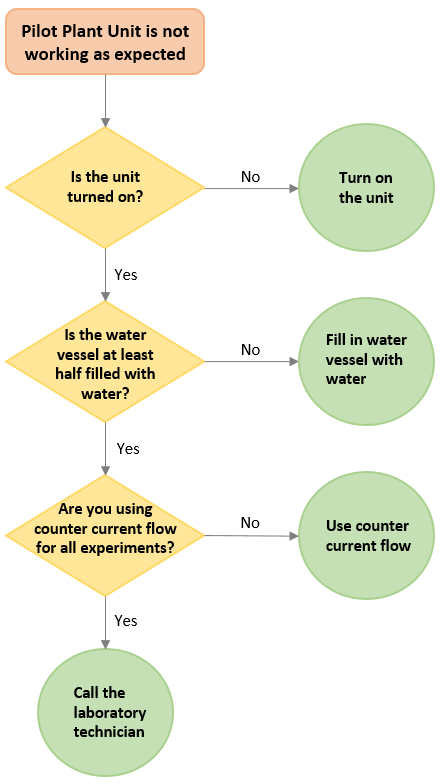 Pilot Plant Unit is not
working as expected
Is the unit
turned on?
No
Turn on
the unit
Yes
Is the water
vessel at least
half filled with
water?
No
Fill in water
vessel with
water
Yes
Are you using
counter current flow
for all experiments?
No
Use counter
current flow
Yes
Call the
laboratory
technician